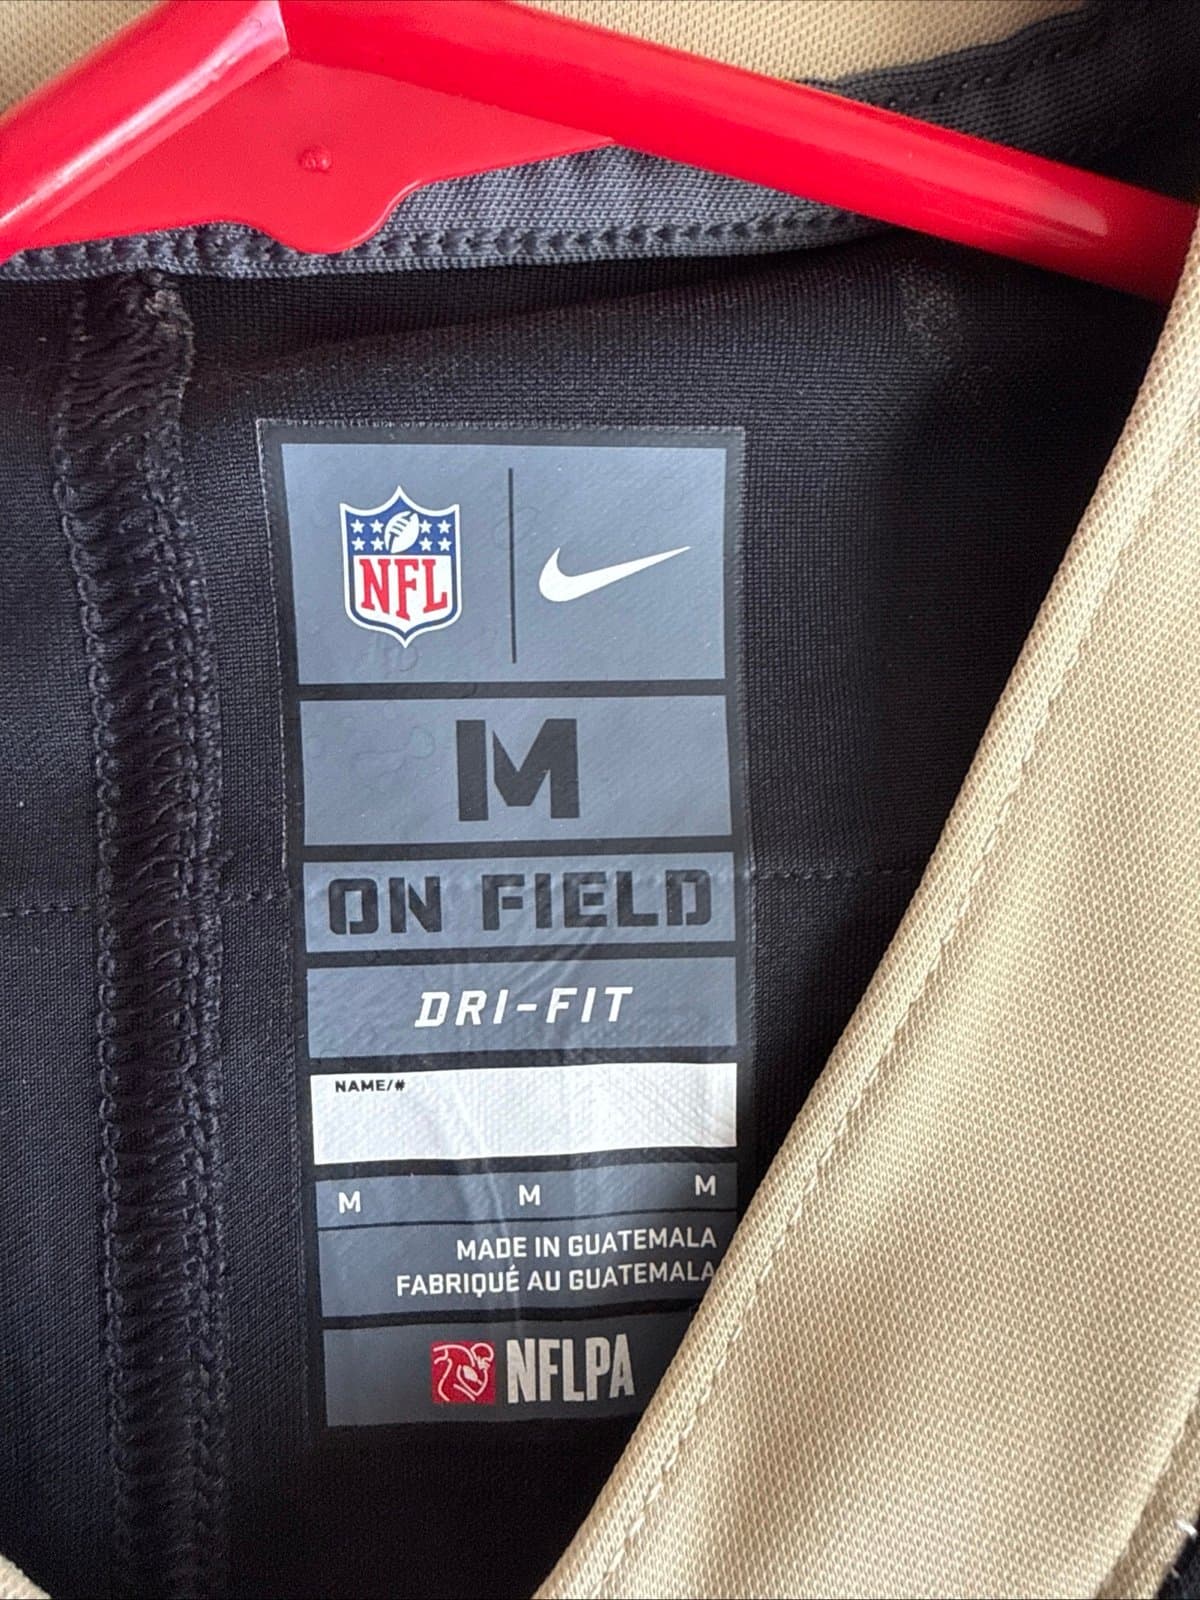 NFL
M
ON FIELD
DRI-FIT
NAME/#
M M M
MADE IN GUATEMALA
FABRIQUÉ AU GUATEMALA
NFLPA